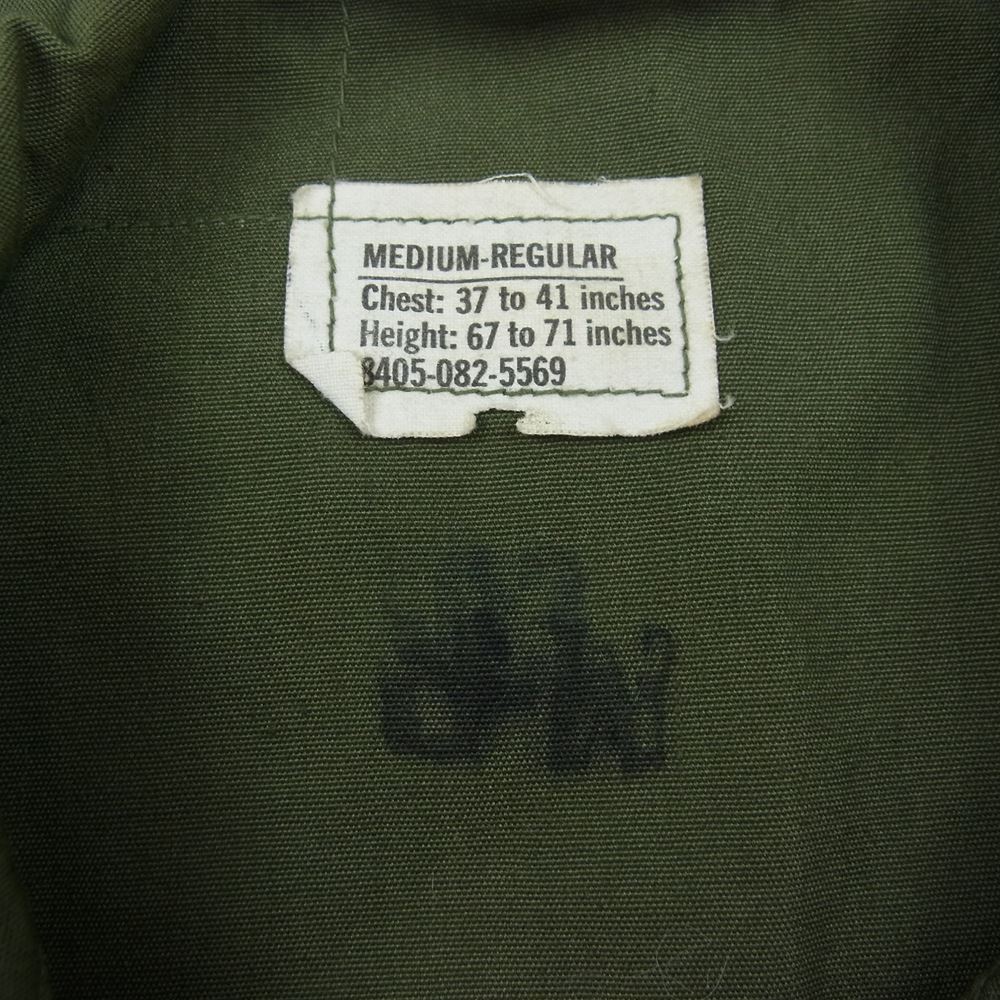 MEDIUM-REGULAR
Chest: 37 to 41 inches
Height: 67 to 71 inches
8405-082-5569